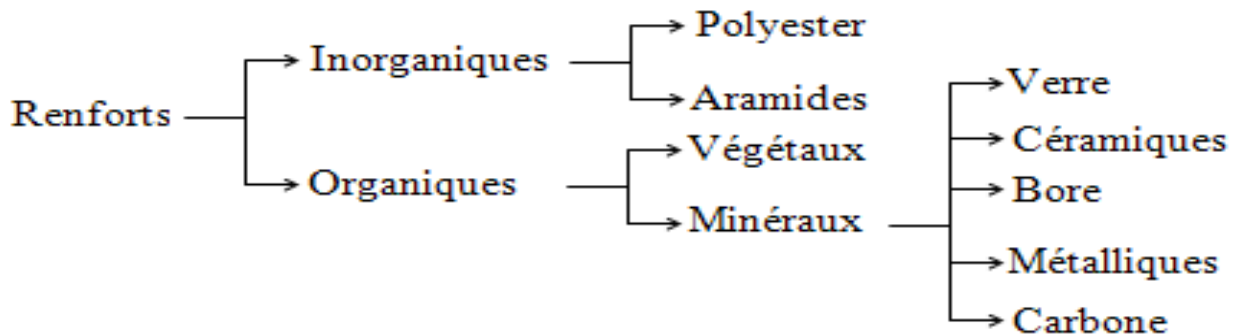 Renforts
Inorganiques
Polyester
Aramides
Organiques
Végétaux
Minéraux
Verre
Céramiques
Bore
Métalliques
Carbone